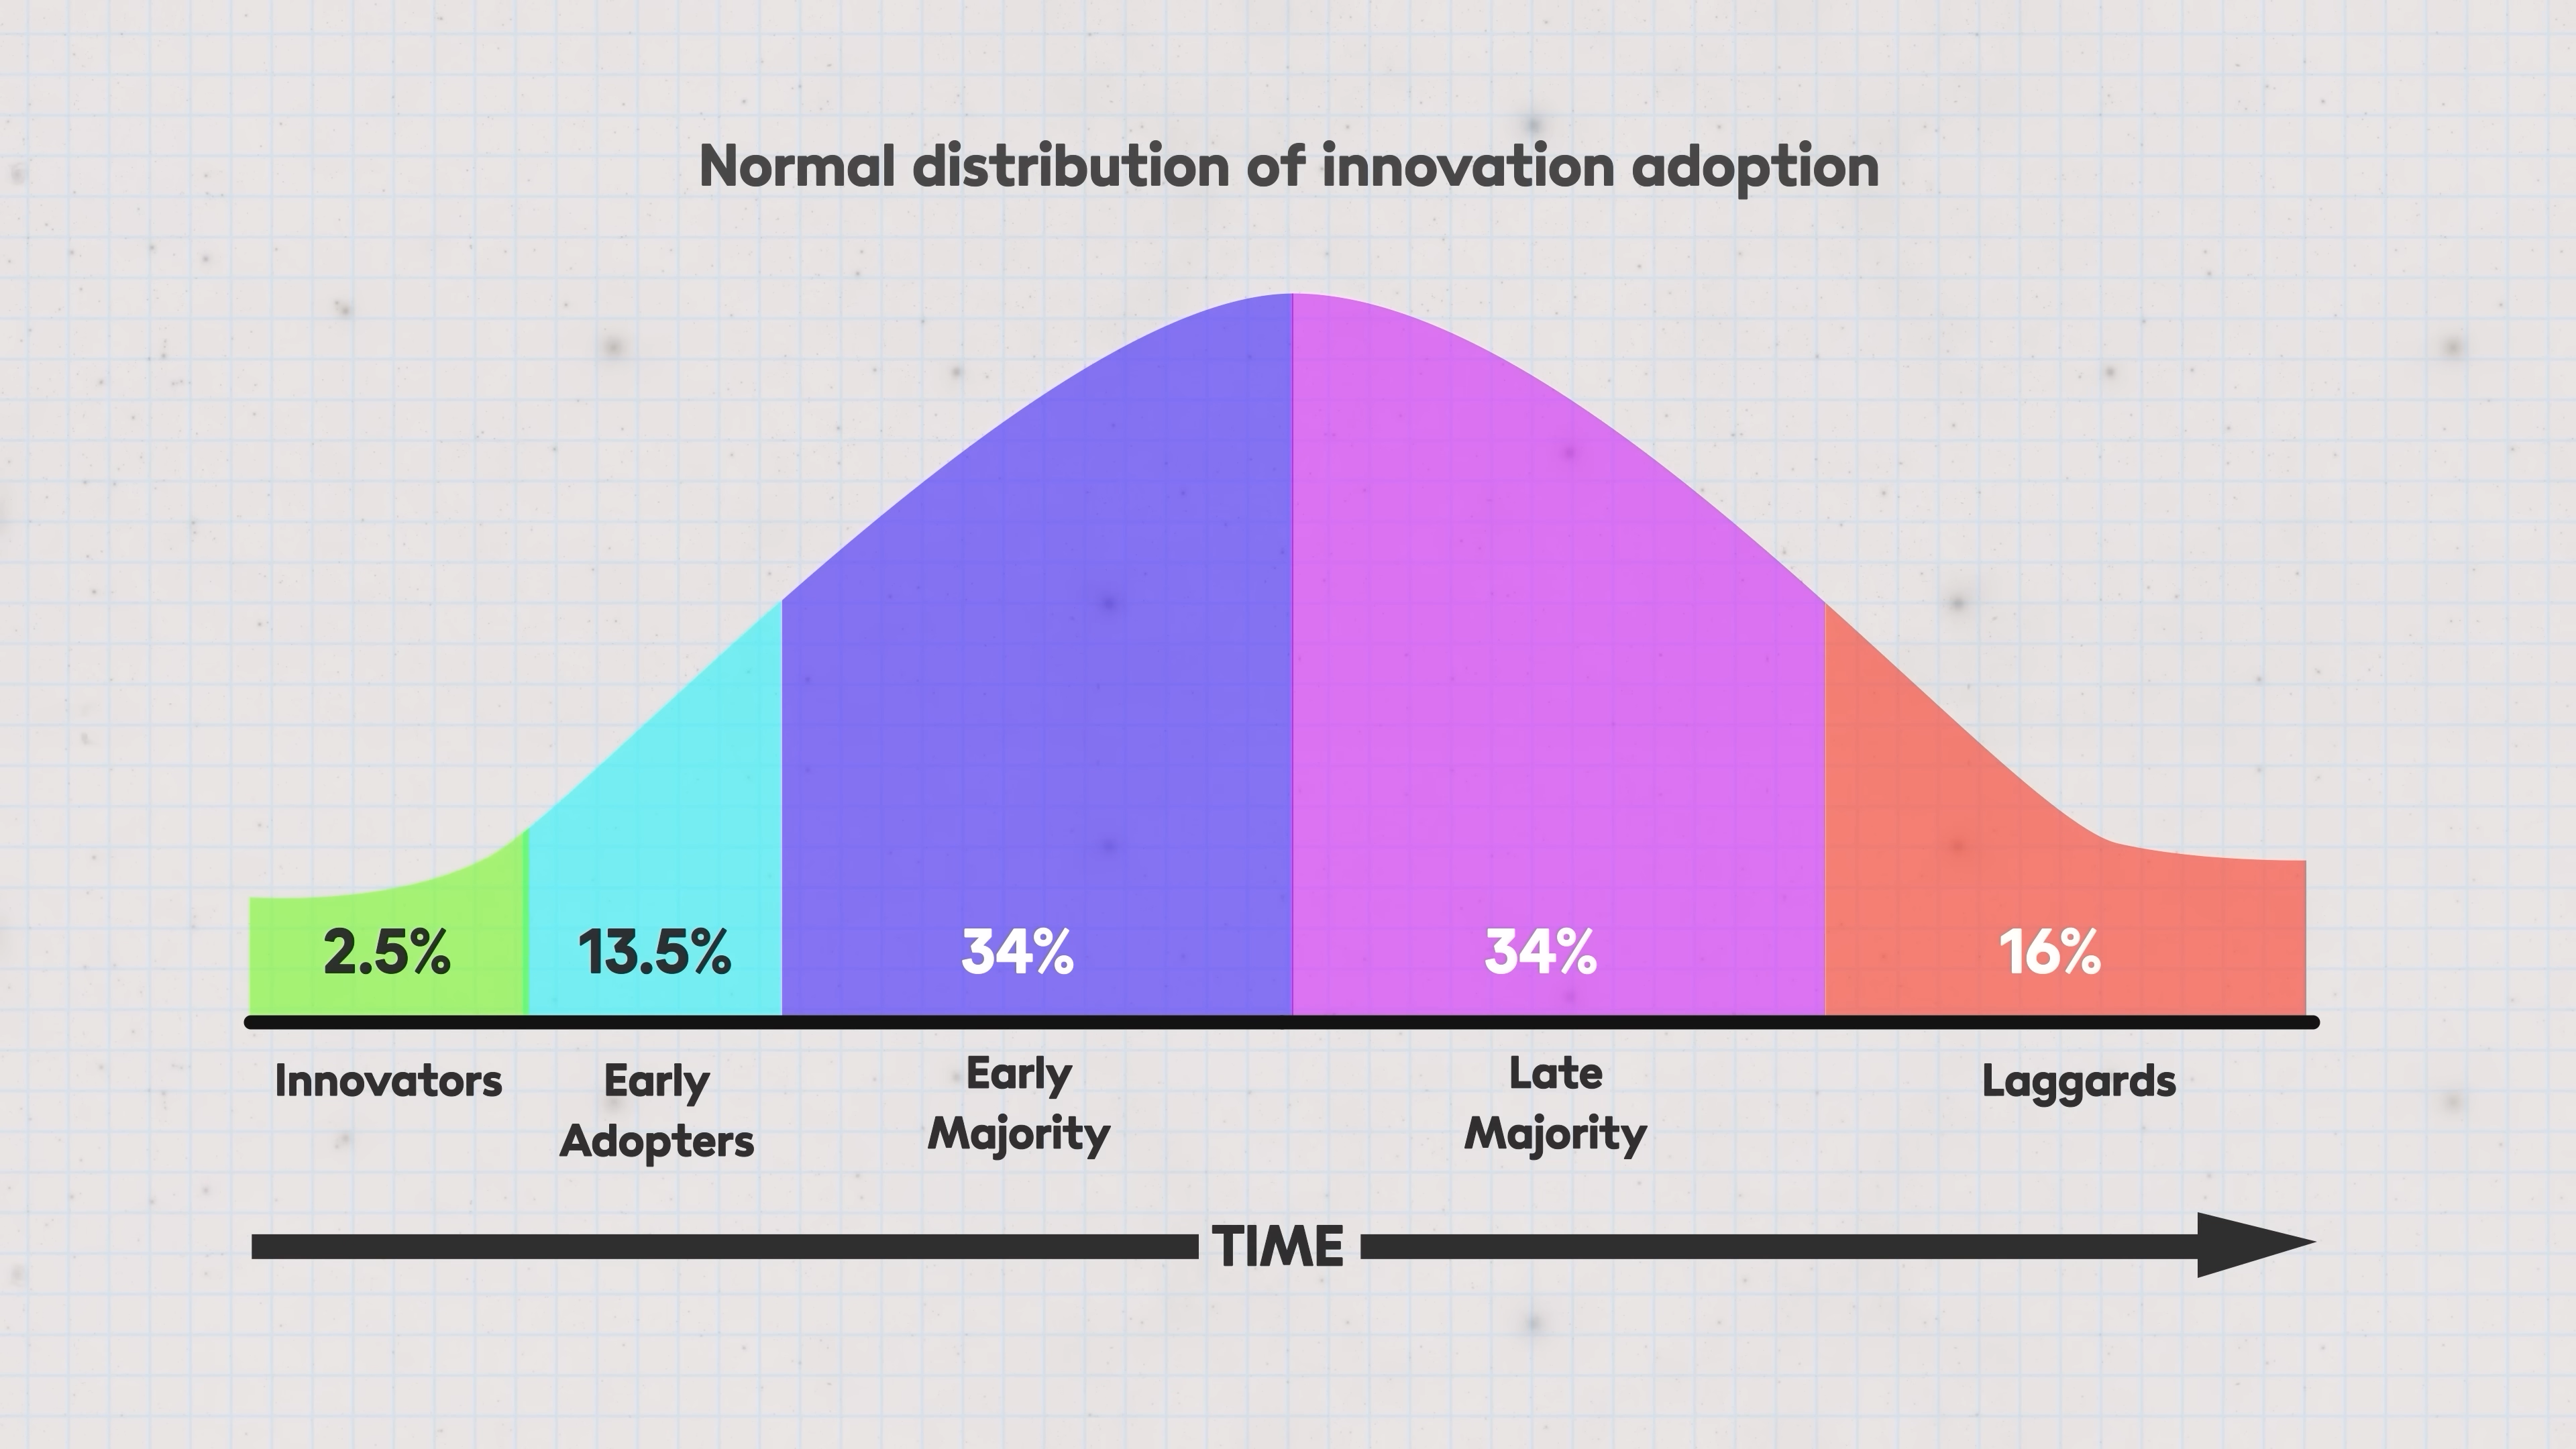 Normal distribution of innovation adoption
2.5%
13.5%
34%
34%
16%
Innovators
Early
Adopters
Early
Majority
Late
Majority
Laggards
TIME